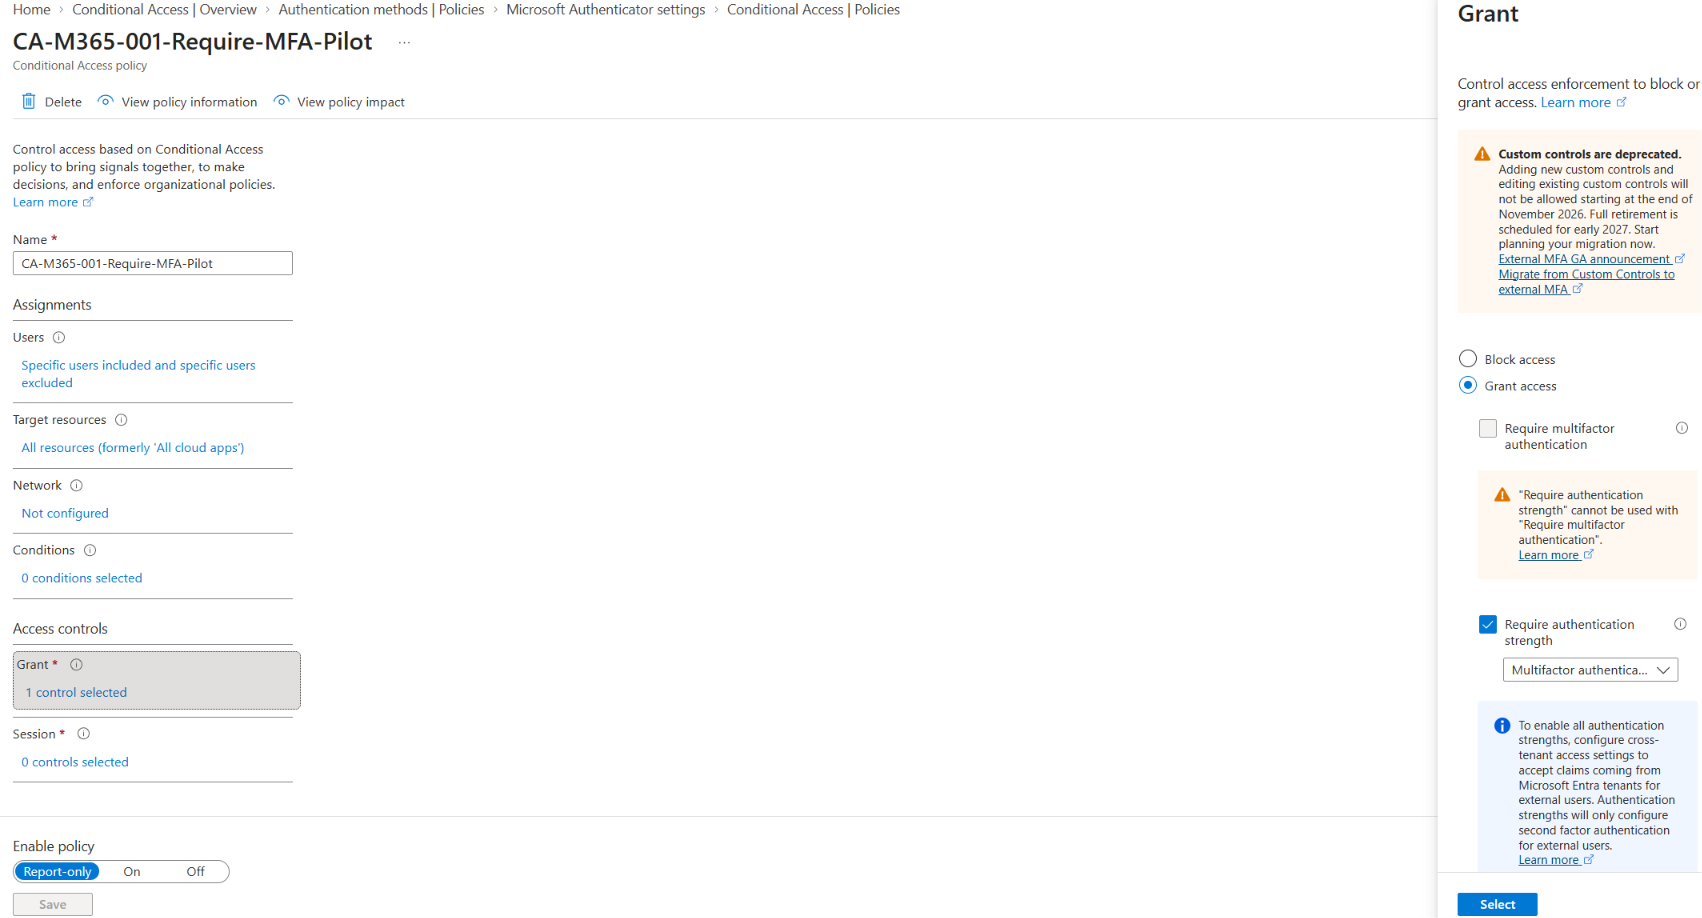 Home > Conditional Access | Overview > Authentication methods | Policies > Microsoft Authenticator settings > Conditional Access | Policies
CA-M365-001-Require-MFA-Pilot ...
Conditional Access policy
Delete View policy information View policy impact
Control access based on Conditional Access
policy to bring signals together, to make
decisions, and enforce organizational policies.
Learn more
Name *
CA-M365-001-Require-MFA-Pilot
Assignments
Users
Specific users included and specific users
excluded
Target resources
All resources (formerly 'All cloud apps')
Network
Not configured
Conditions
0 conditions selected
Access controls
Grant *
1 control selected
Session *
0 controls selected
Enable policy
Report-only On Off
Save
Grant
Control access enforcement to block or
grant access. Learn more
Custom controls are deprecated.
Adding new custom controls and
editing existing custom controls will
not be allowed starting at the end of
November 2026. Full retirement is
scheduled for early 2027. Start
planning your migration now.
External MFA GA announcement
Migrate from Custom Controls to
external MFA
Block access
Grant access
Require multifactor
authentication
"Require authentication
strength" cannot be used with
"Require multifactor
authentication".
Learn more
Require authentication
strength
Multifactor authentica...
To enable all authentication
strengths, configure cross-
tenant access settings to
accept claims coming from
Microsoft Entra tenants for
external users. Authentication
strengths will only configure
second factor authentication
for external users.
Learn more
Select